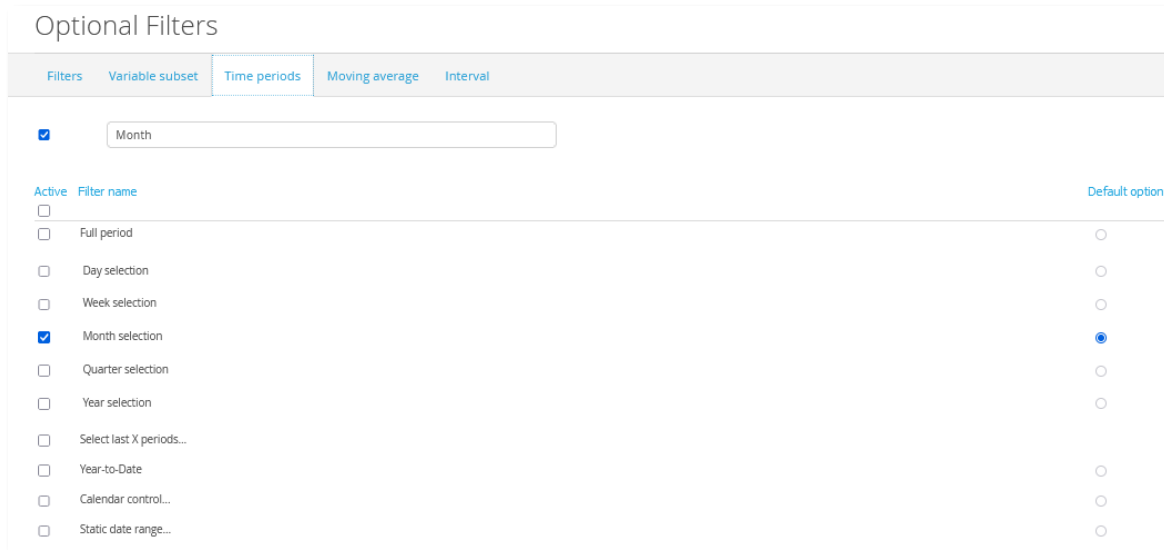 Optional Filters
Filters Variable subset Time periods Moving average Interval
Month
Active Filter name Default option
Full period
Day selection
Week selection
Month selection
Quarter selection
Year selection
Select last X periods...
Year-to-Date
Calendar control...
Static date range...